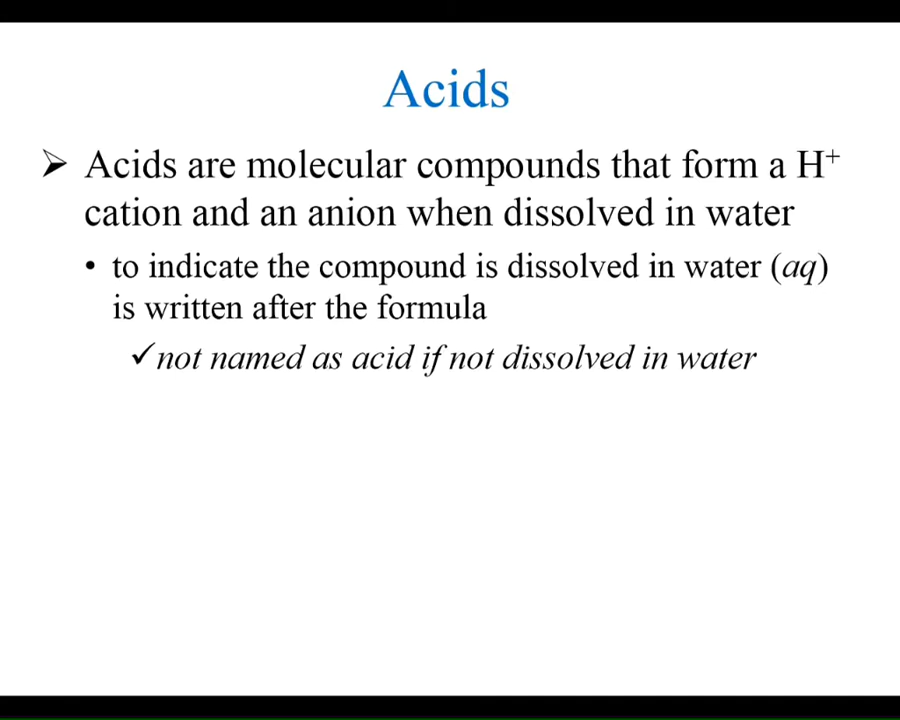 Acids
➢ Acids are molecular compounds that form a H⁺
cation and an anion when dissolved in water
• to indicate the compound is dissolved in water (aq)
is written after the formula
✓not named as acid if not dissolved in water